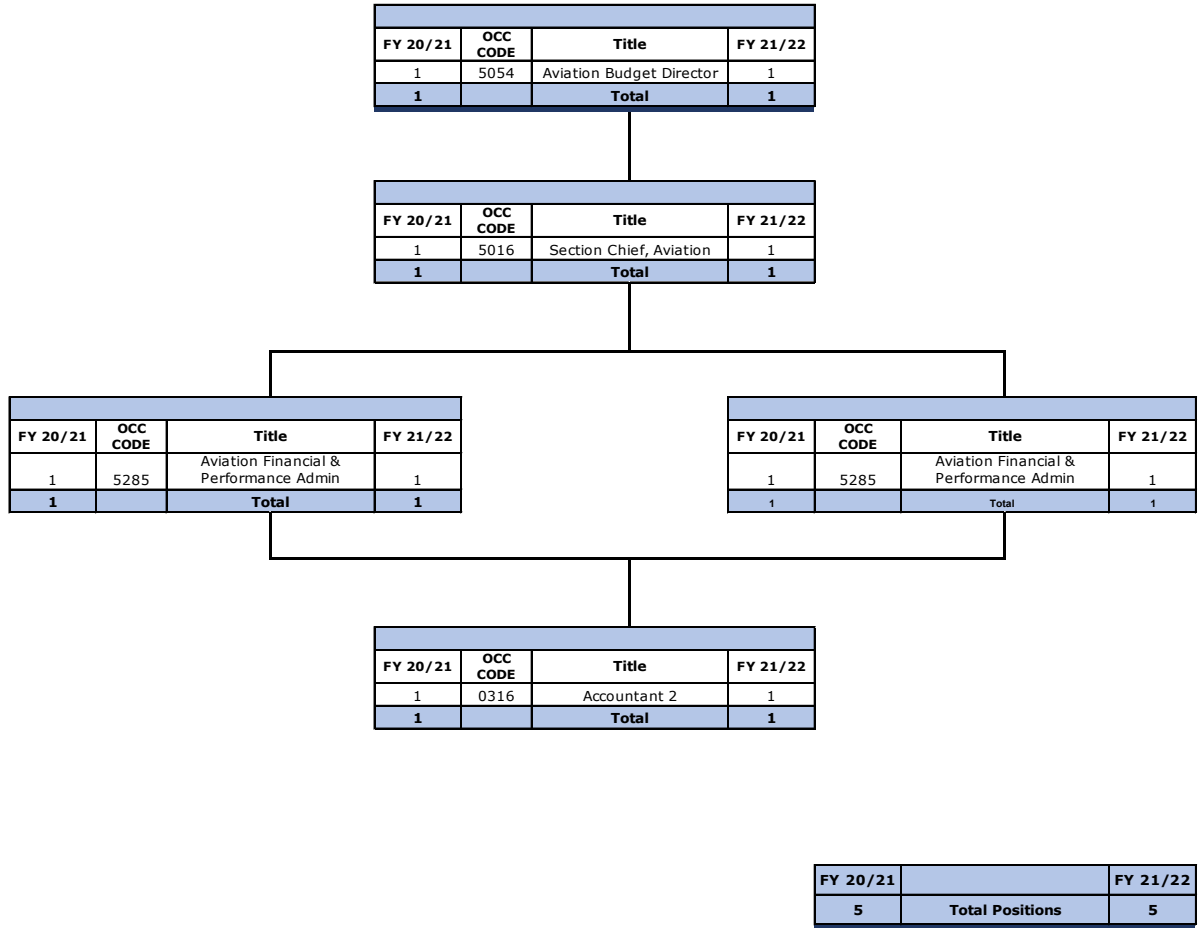 FY 20/21 OCC CODE Title FY 21/22
1 5054 Aviation Budget Director 1
1 Total 1
FY 20/21 OCC CODE Title FY 21/22
1 5016 Section Chief, Aviation 1
1 Total 1
FY 20/21 OCC CODE Title FY 21/22
1 5285 Aviation Financial & Performance Admin 1
1 Total 1
FY 20/21 OCC CODE Title FY 21/22
1 5285 Aviation Financial & Performance Admin 1
1 Total 1
FY 20/21 OCC CODE Title FY 21/22
1 0316 Accountant 2 1
1 Total 1
FY 20/21 FY 21/22
5 Total Positions 5